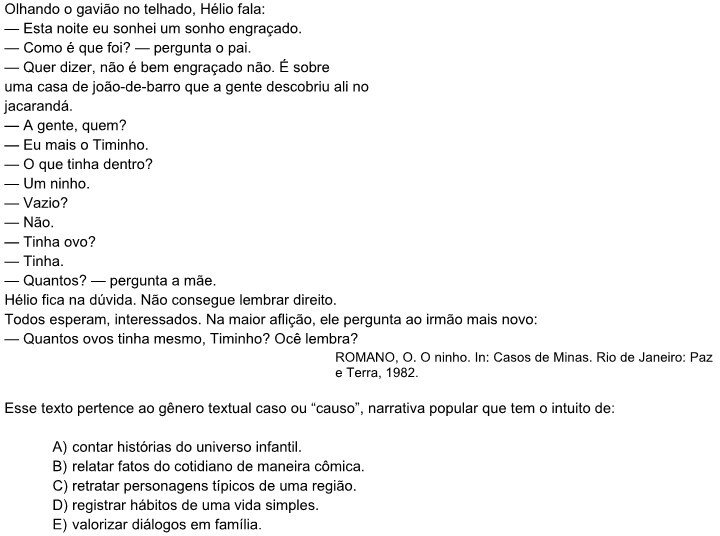 Olhando o gavião no telhado, Hélio fala:
— Esta noite eu sonhei um sonho engraçado.
— Como é que foi? — pergunta o pai.
— Quer dizer, não é bem engraçado não. É sobre
uma casa de joão-de-barro que a gente descobriu ali no
jacarandá.
— A gente, quem?
— Eu mais o Timinho.
— O que tinha dentro?
— Um ninho.
— Vazio?
— Não.
— Tinha ovo?
— Tinha.
— Quantos? — pergunta a mãe.
Hélio fica na dúvida. Não consegue lembrar direito.
Todos esperam, interessados. Na maior aflição, ele pergunta ao irmão mais novo:
— Quantos ovos tinha mesmo, Timinho? Ocê lembra?
ROMANO, O. O ninho. In: Casos de Minas. Rio de Janeiro: Paz
e Terra, 1982.
Esse texto pertence ao gênero textual caso ou “causo”, narrativa popular que tem o intuito de:
A) contar histórias do universo infantil.
B) relatar fatos do cotidiano de maneira cômica.
C) retratar personagens típicos de uma região.
D) registrar hábitos de uma vida simples.
E) valorizar diálogos em família.